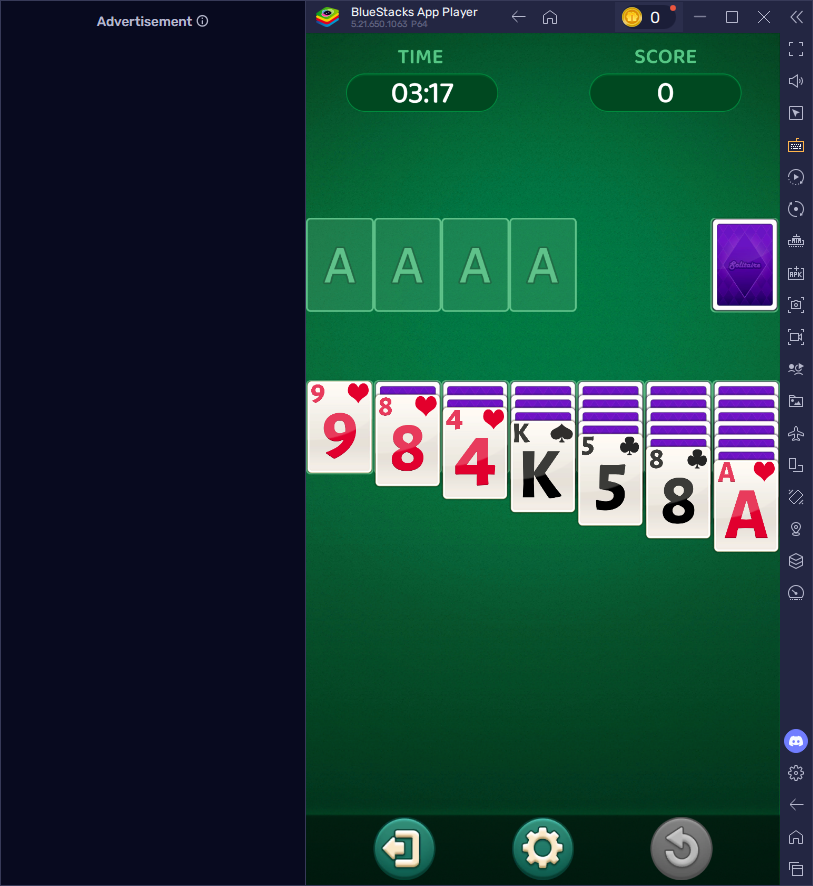 Advertisement
BlueStacks App Player
5.21.650.1063 P64
0
TIME
SCORE
03:17
0
A A A A
Solitaire
9
9
8
8
4
4
K
K
5
5
8
8
A
A